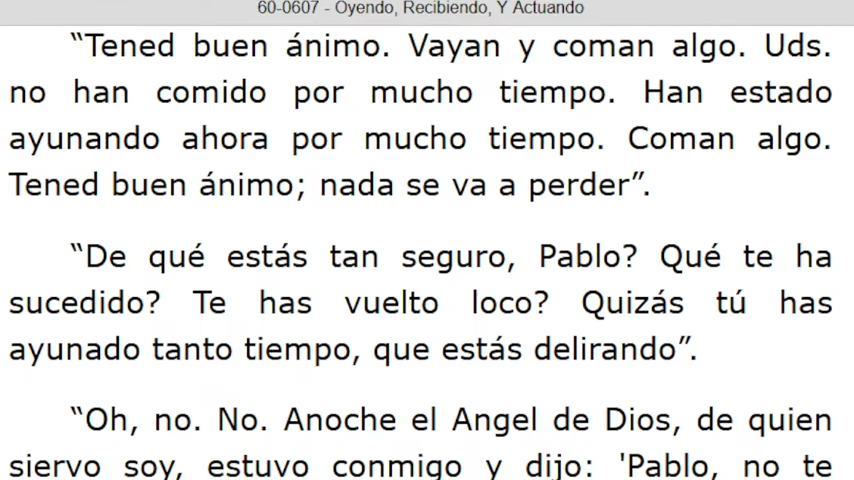 60-0607 - Oyendo, Recibiendo, Y Actuando
“Tened buen ánimo. Vayan y coman algo. Uds.
no han comido por mucho tiempo. Han estado
ayunando ahora por mucho tiempo. Coman algo.
Tened buen ánimo; nada se va a perder”.
“De qué estás tan seguro, Pablo? Qué te ha
sucedido? Te has vuelto loco? Quizás tú has
ayunado tanto tiempo, que estás delirando”.
“Oh, no. No. Anoche el Angel de Dios, de quien
siervo soy, estuvo conmigo y dijo: 'Pablo, no te